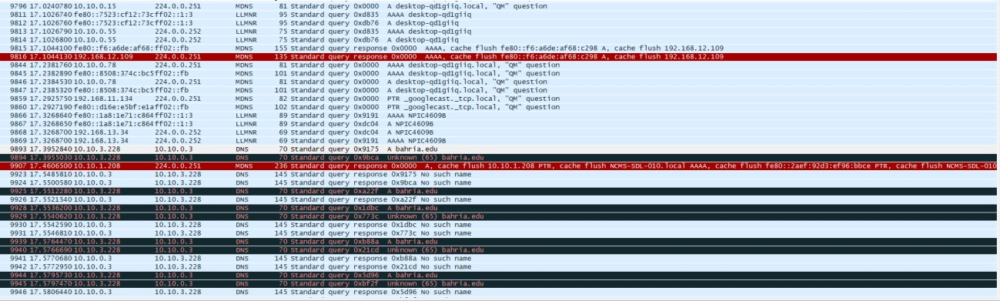 9796 17.0240780 10.10.0.15 224.0.0.251 MDNS 81 Standard query 0x0000 A desktop-qd1giiq.local, "QM" question
9811 17.1026740 fe80::7523:cf12:73cff02::1:3 LLMNR 95 Standard query 0xd835 AAAA desktop-qd1giiq
9812 17.1026760 fe80::7523:cf12:73cff02::1:3 LLMNR 95 Standard query 0xdb76 A desktop-qd1giiq
9813 17.1026790 10.10.0.55 224.0.0.252 LLMNR 75 Standard query 0xd835 AAAA desktop-qd1giiq
9814 17.1026800 10.10.0.55 224.0.0.252 LLMNR 75 Standard query 0xdb76 A desktop-qd1giiq
9815 17.1044100 fe80::f6:a6de:af68:ff02::fb MDNS 155 Standard query response 0x0000 AAAA, cache flush fe80::f6:a6de:af68:c298 A, cache flush 192.168.12.109
9816 17.1044130 192.168.12.109 224.0.0.251 MDNS 135 Standard query response 0x0000 AAAA, cache flush fe80::f6:a6de:af68:c298 A, cache flush 192.168.12.109
9844 17.2381760 10.10.0.78 224.0.0.251 MDNS 81 Standard query 0x0000 AAAA desktop-qd1giiq.local, "QM" question
9845 17.2382890 fe80::8508:374c:bc5ff02::fb MDNS 101 Standard query 0x0000 AAAA desktop-qd1giiq.local, "QM" question
9846 17.2384530 10.10.0.78 224.0.0.251 MDNS 81 Standard query 0x0000 A desktop-qd1giiq.local, "QM" question
9847 17.2385320 fe80::8508:374c:bc5ff02::fb MDNS 101 Standard query 0x0000 A desktop-qd1giiq.local, "QM" question
9859 17.2925750 192.168.11.134 224.0.0.251 MDNS 82 Standard query 0x0000 PTR _googlecast._tcp.local, "QM" question
9860 17.2927190 fe80::d16e:e5bf:e1aff02::fb MDNS 102 Standard query 0x0000 PTR _googlecast._tcp.local, "QM" question
9866 17.3268640 fe80::1a8:1e71:c864ff02::1:3 LLMNR 89 Standard query 0x9191 AAAA NPIC4609B
9867 17.3268650 fe80::1a8:1e71:c864ff02::1:3 LLMNR 89 Standard query 0xdc04 A NPIC4609B
9868 17.3268700 192.168.13.34 224.0.0.252 LLMNR 69 Standard query 0xdc04 A NPIC4609B
9869 17.3268700 192.168.13.34 224.0.0.252 LLMNR 69 Standard query 0x9191 AAAA NPIC4609B
9893 17.3952840 10.10.3.228 10.10.0.3 DNS 70 Standard query 0x9175 A bahria.edu
9894 17.3955030 10.10.3.228 10.10.0.3 DNS 70 Standard query 0x9bca Unknown (65) bahria.edu
9907 17.4606500 10.10.1.208 224.0.0.251 MDNS 236 Standard query response 0x0000 A, cache flush 10.10.1.208 PTR, cache flush NCMS-SDL-010.local AAAA, cache flush fe80::2aef:92d3:ef96:bbce PTR, cache flush NCMS-SDL-010
9923 17.5485810 10.10.0.3 10.10.3.228 DNS 145 Standard query response 0x9175 No such name
9924 17.5500580 10.10.0.3 10.10.3.228 DNS 145 Standard query response 0x9bca No such name
9925 17.5512280 10.10.3.228 10.10.0.3 DNS 70 Standard query 0xa22f A bahria.edu
9926 17.5521540 10.10.0.3 10.10.3.228 DNS 145 Standard query response 0xa22f No such name
9928 17.5536200 10.10.3.228 10.10.0.3 DNS 70 Standard query 0x1dbc A bahria.edu
9929 17.5540620 10.10.3.228 10.10.0.3 DNS 70 Standard query 0x773c Unknown (65) bahria.edu
9930 17.5542590 10.10.0.3 10.10.3.228 DNS 145 Standard query response 0x1dbc No such name
9931 17.5546810 10.10.0.3 10.10.3.228 DNS 145 Standard query response 0x773c No such name
9939 17.5764470 10.10.3.228 10.10.0.3 DNS 70 Standard query 0xb88a A bahria.edu
9940 17.5766690 10.10.3.228 10.10.0.3 DNS 70 Standard query 0x21cd Unknown (65) bahria.edu
9941 17.5770680 10.10.0.3 10.10.3.228 DNS 145 Standard query response 0xb88a No such name
9942 17.5772950 10.10.0.3 10.10.3.228 DNS 145 Standard query response 0x21cd No such name
9944 17.5795730 10.10.3.228 10.10.0.3 DNS 70 Standard query 0x5d96 A bahria.edu
9945 17.5797470 10.10.3.228 10.10.0.3 DNS 70 Standard query 0xbf2f Unknown (65) bahria.edu
9946 17.5806440 10.10.0.3 10.10.3.228 DNS 145 Standard query response 0x5d96 No such name